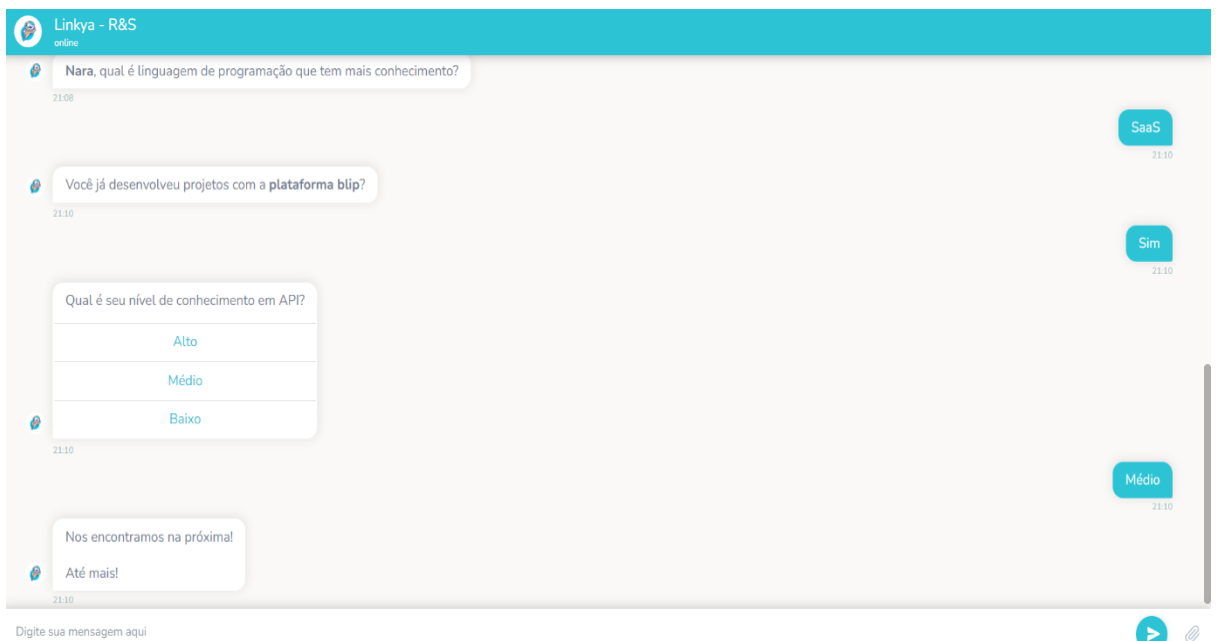 Linkya - R&S
online
Nara, qual é linguagem de programação que tem mais conhecimento?
21:08
SaaS
21:10
Você já desenvolveu projetos com a plataforma blip?
21:10
Sim
21:10
Qual é seu nível de conhecimento em API?
Alto
Médio
Baixo
21:10
Médio
21:10
Nos encontramos na próxima!
Até mais!
21:10
Digite sua mensagem aqui